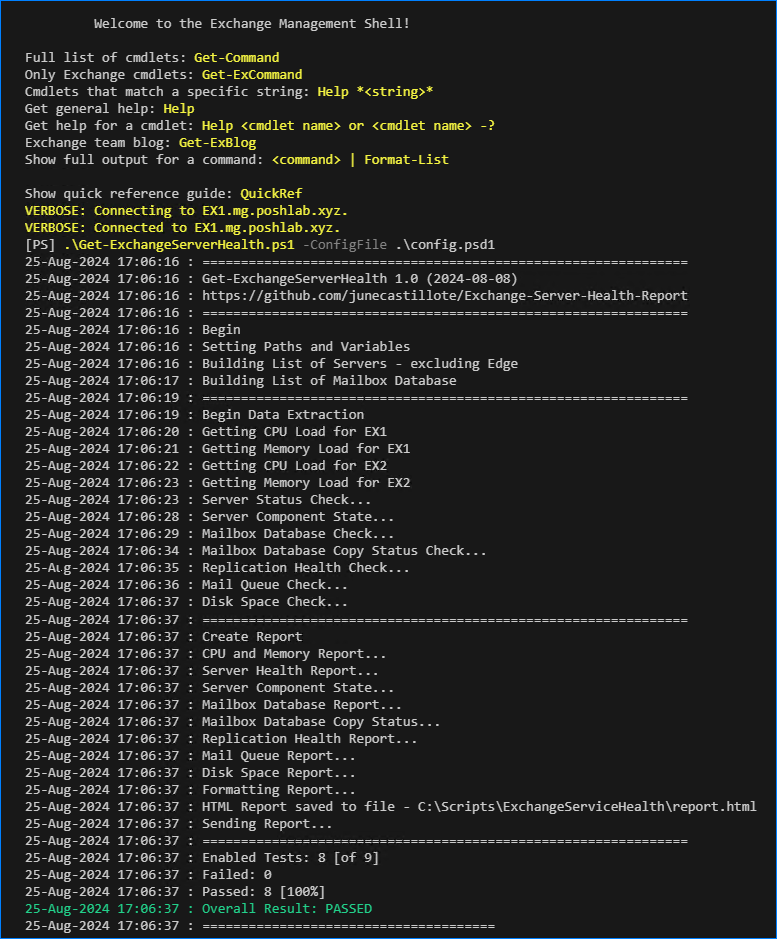 Welcome to the Exchange Management Shell!
Full list of cmdlets: Get-Command
Only Exchange cmdlets: Get-ExCommand
Cmdlets that match a specific string: Help *<string>*
Get general help: Help
Get help for a cmdlet: Help <cmdlet name> or <cmdlet name> -?
Exchange team blog: Get-ExBlog
Show full output for a command: <command> | Format-List
Show quick reference guide: QuickRef
VERBOSE: Connecting to EX1.mg.poshlab.xyz.
VERBOSE: Connected to EX1.mg.poshlab.xyz.
[PS] .\Get-ExchangeServerHealth.ps1 -ConfigFile .\config.psd1
25-Aug-2024 17:06:16 : ===============================================================
25-Aug-2024 17:06:16 : Get-ExchangeServerHealth 1.0 (2024-08-08)
25-Aug-2024 17:06:16 : https://github.com/junecastillote/Exchange-Server-Health-Report
25-Aug-2024 17:06:16 : ===============================================================
25-Aug-2024 17:06:16 : Begin
25-Aug-2024 17:06:16 : Setting Paths and Variables
25-Aug-2024 17:06:16 : Building List of Servers - excluding Edge
25-Aug-2024 17:06:17 : Building List of Mailbox Database
25-Aug-2024 17:06:19 : ===============================================================
25-Aug-2024 17:06:19 : Begin Data Extraction
25-Aug-2024 17:06:20 : Getting CPU Load for EX1
25-Aug-2024 17:06:21 : Getting Memory Load for EX1
25-Aug-2024 17:06:22 : Getting CPU Load for EX2
25-Aug-2024 17:06:23 : Getting Memory Load for EX2
25-Aug-2024 17:06:23 : Server Status Check...
25-Aug-2024 17:06:28 : Server Component State...
25-Aug-2024 17:06:29 : Mailbox Database Check...
25-Aug-2024 17:06:34 : Mailbox Database Copy Status Check...
25-Aug-2024 17:06:35 : Replication Health Check...
25-Aug-2024 17:06:36 : Mail Queue Check...
25-Aug-2024 17:06:37 : Disk Space Check...
25-Aug-2024 17:06:37 : ===============================================================
25-Aug-2024 17:06:37 : Create Report
25-Aug-2024 17:06:37 : CPU and Memory Report...
25-Aug-2024 17:06:37 : Server Health Report...
25-Aug-2024 17:06:37 : Server Component State...
25-Aug-2024 17:06:37 : Mailbox Database Report...
25-Aug-2024 17:06:37 : Mailbox Database Copy Status...
25-Aug-2024 17:06:37 : Replication Health Report...
25-Aug-2024 17:06:37 : Mail Queue Report...
25-Aug-2024 17:06:37 : Disk Space Report...
25-Aug-2024 17:06:37 : Formatting Report...
25-Aug-2024 17:06:37 : HTML Report saved to file - C:\Scripts\ExchangeServiceHealth\report.html
25-Aug-2024 17:06:37 : Sending Report...
25-Aug-2024 17:06:37 : ===============================================================
25-Aug-2024 17:06:37 : Enabled Tests: 8 [of 9]
25-Aug-2024 17:06:37 : Failed: 0
25-Aug-2024 17:06:37 : Passed: 8 [100%]
25-Aug-2024 17:06:37 : Overall Result: PASSED
25-Aug-2024 17:06:37 : ======================================